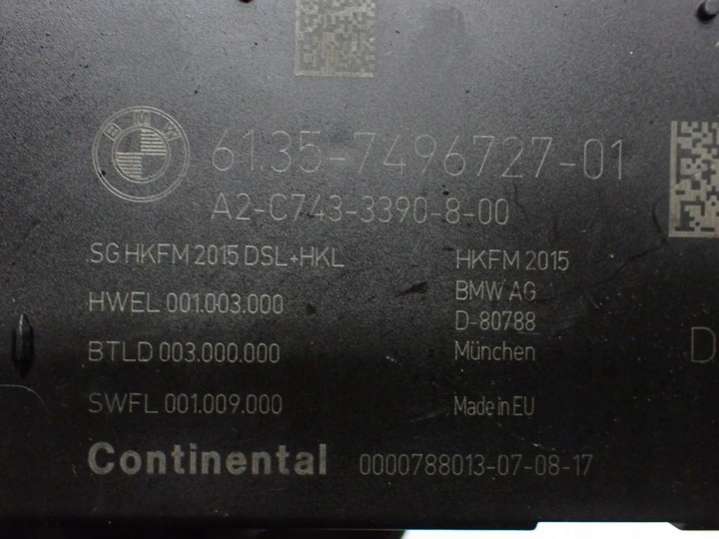 BMW
61.35-7496727-01
A2-C743-3390-8-00
SG HKFM 2015 DSL+HKL
HWEL 001.003.000
BTLD 003.000.000
SWFL 001.009.000
HKFM 2015
BMW AG
D-80788
München
Made in EU
D
Continental
0000788013-07-08-17